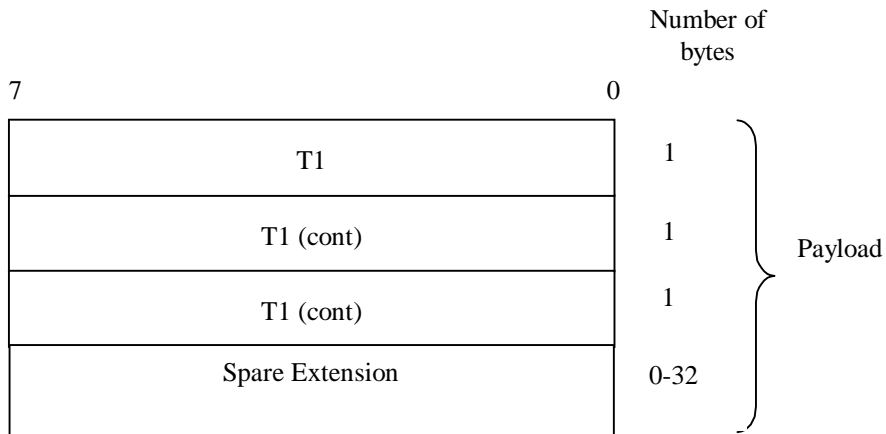 Number of
bytes
7 0
T1 1
T1 (cont) 1
Payload
T1 (cont) 1
Spare Extension 0-32